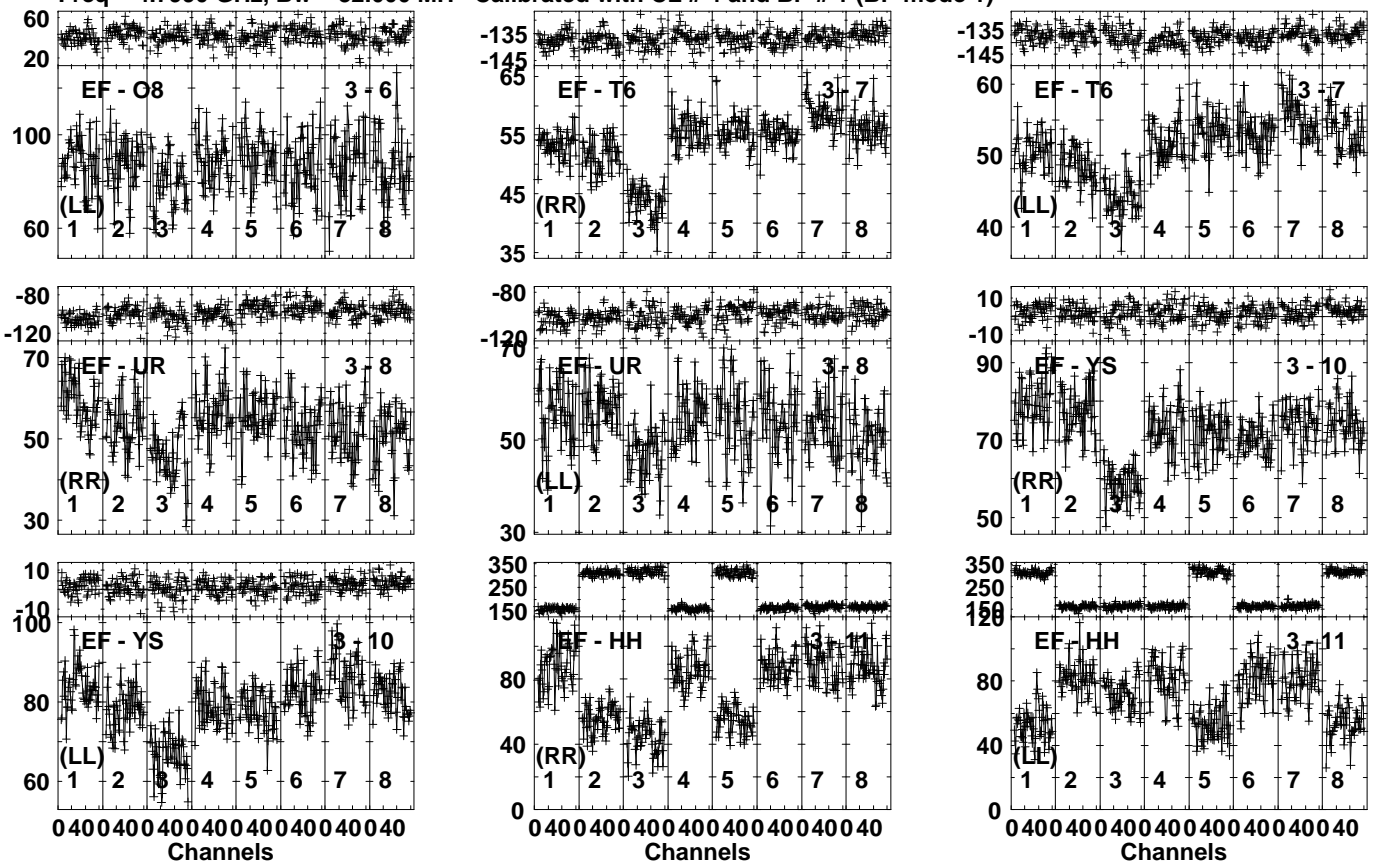 20 60
-135 -145
-135 -145
EF - O8 3 - 6
100 60
(LL)
1 2 3 4 5 6 7 8
EF - T6 3 - 7
65 55 45 35
(RR)
1 2 3 4 5 6 7 8
EF - T6 3 - 7
60 50 40
(LL)
1 2 3 4 5 6 7 8
-80 -120
EF - UR 3 - 8
70 50 30
(RR)
1 2 3 4 5 6 7 8
-80 -120
EF - UR 3 - 8
70 50 30
(LL)
1 2 3 4 5 6 7 8
10 -10
EF - YS 3 - 10
90 70 50
(RR)
1 2 3 4 5 6 7 8
10 -10
EF - YS 3 - 10
100 80 60
(LL)
1 2 3 4 5 6 7 8
350 250 150
EF - HH 3 - 11
80 40 0
(RR)
1 2 3 4 5 6 7 8
350 250 150
EF - HH 3 - 11
120 80 40 0
(LL)
1 2 3 4 5 6 7 8
0 40 0 40 0 40 0 40 0 40 0 40 0 40 0 40
Channels
0 40 0 40 0 40 0 40 0 40 0 40 0 40 0 40
Channels
0 40 0 40 0 40 0 40 0 40 0 40 0 40 0 40
Channels